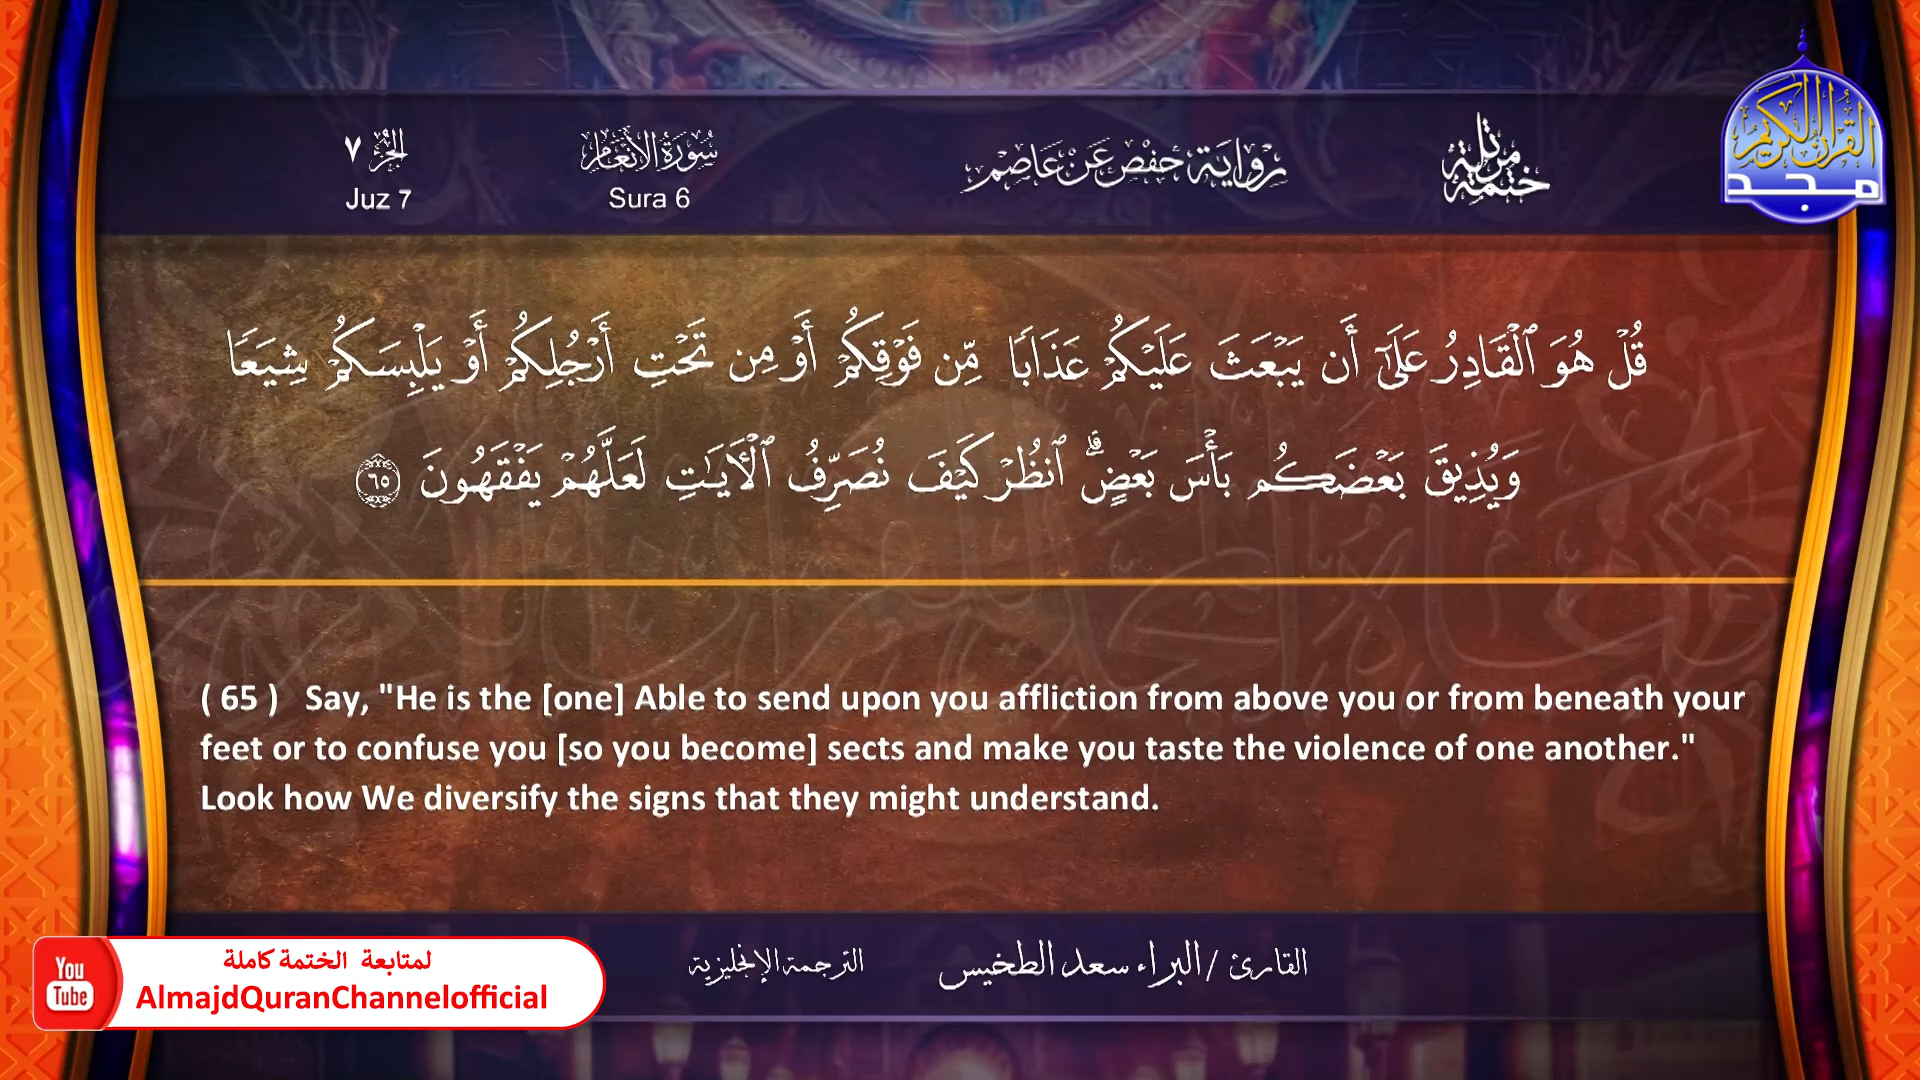 ختمة مرتلة
رواية حفص عن عاصم
سورة الأنعام
Sura 6
الجزء ٧
Juz 7
القرآن الكريم
مجد
قُلْ هُوَ ٱلْقَادِرُ عَلَىٰٓ أَن يَبْعَثَ عَلَيْكُمْ عَذَابًا مِّن فَوْقِكُمْ أَوْ مِن تَحْتِ أَرْجُلِكُمْ أَوْ يَلْبِسَكُمْ شِيَعًا
وَيُذِيقَ بَعْضَكُم بَأْسَ بَعْضٍۗ ٱنظُرْ كَيْفَ نُصَرِّفُ ٱلْءَايَـٰتِ لَعَلَّهُمْ يَفْقَهُونَ ٦٥
( 65 ) Say, "He is the [one] Able to send upon you affliction from above you or from beneath your
feet or to confuse you [so you become] sects and make you taste the violence of one another."
Look how We diversify the signs that they might understand.
القارئ / البراء سعد الطخيس
الترجمة الإنجليزية
You
Tube
لمتابعة الختمة كاملة
AlmajdQuranChannelofficial